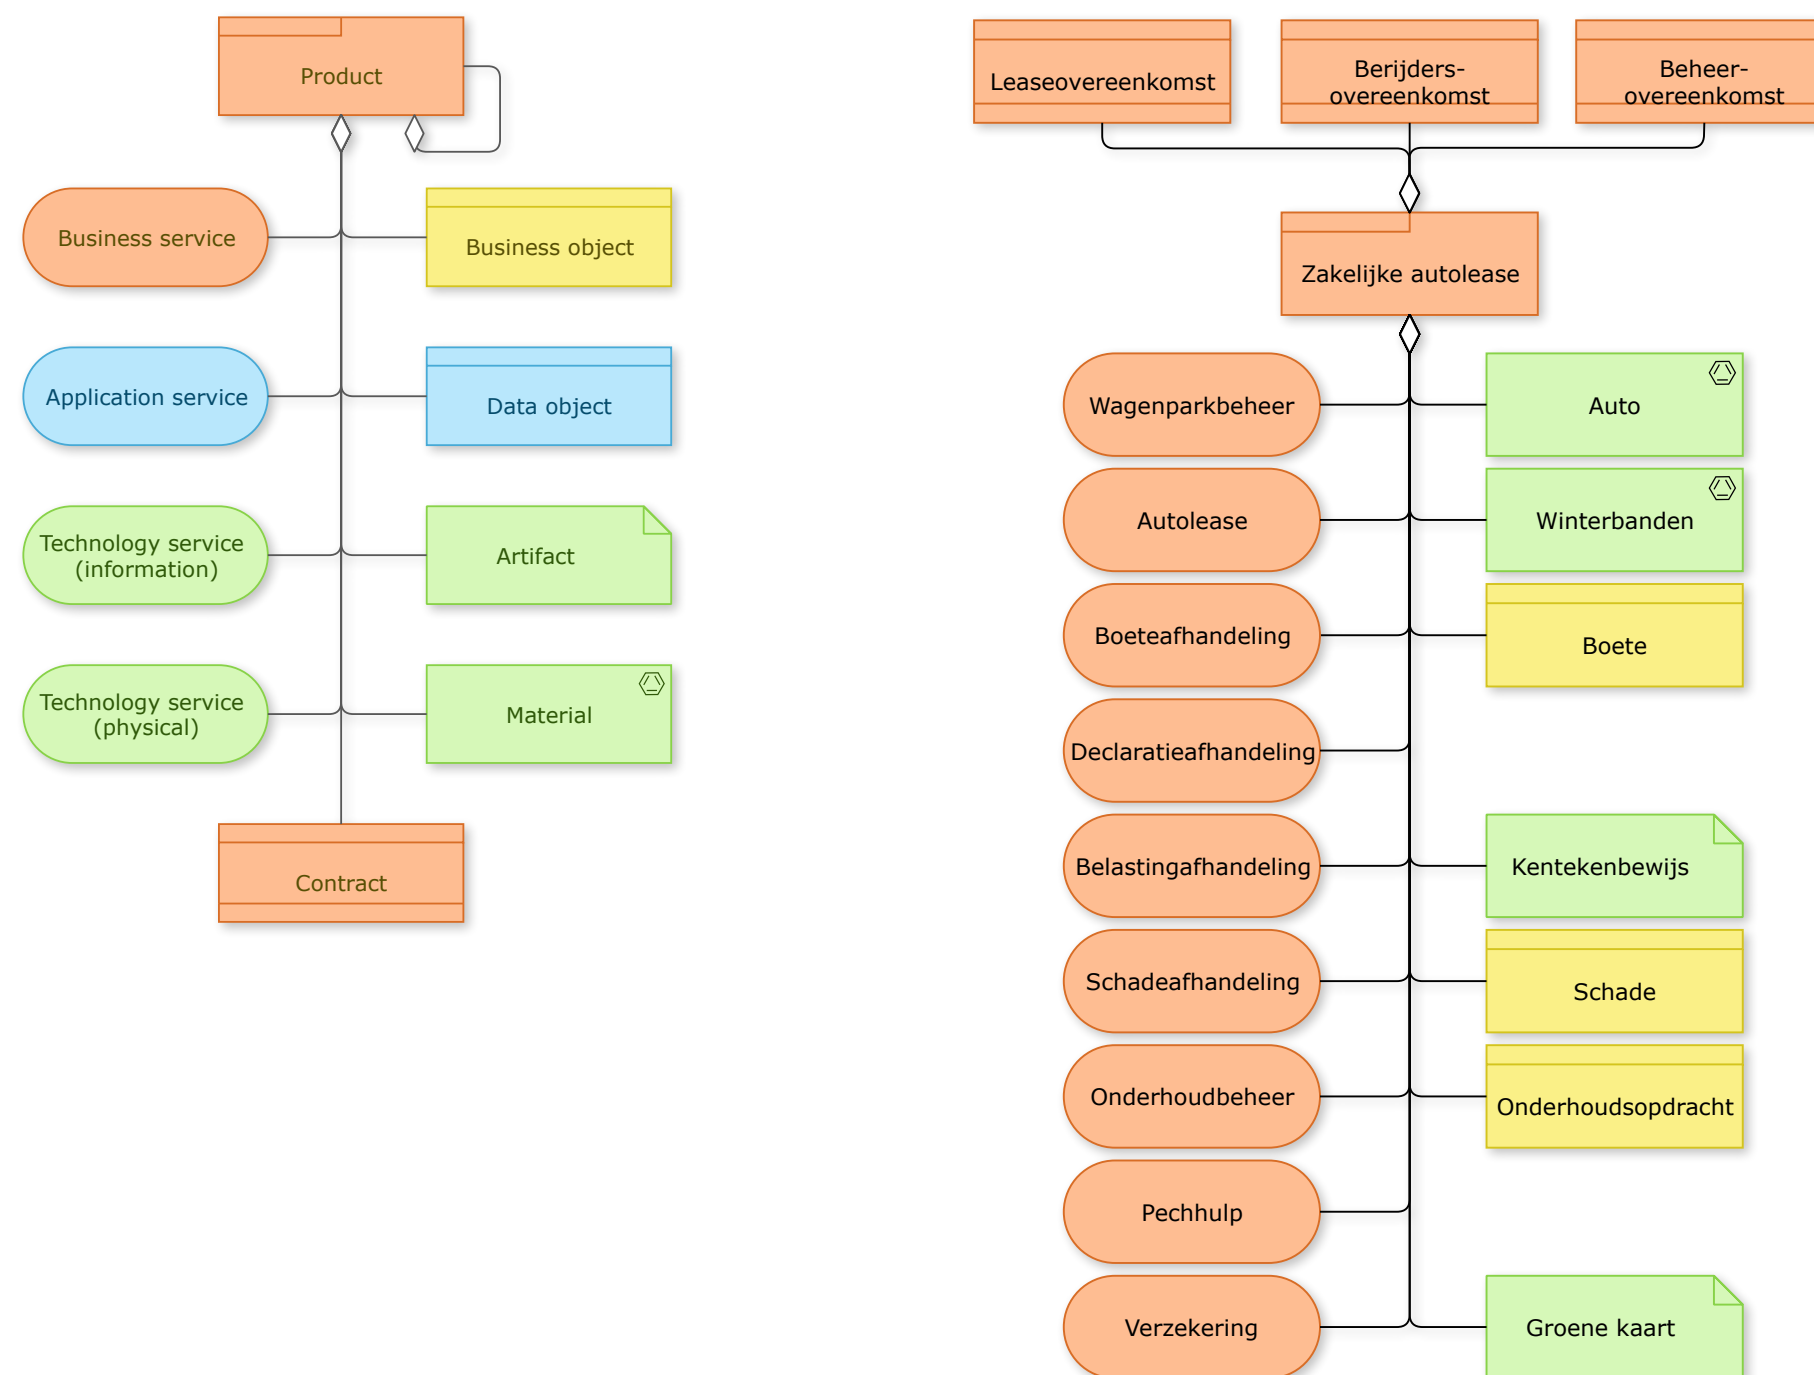 Product
Business service
Business object
Application service
Data object
Technology service
(information)
Artifact
Technology service
(physical)
Material
Contract
Leaseovereenkomst
Berijders-
overeenkomst
Beheer-
overeenkomst
Zakelijke autolease
Wagenparkbeheer
Auto
Autolease
Winterbanden
Boeteafhandeling
Boete
Declaratieafhandeling
Belastingafhandeling
Kentekenbewijs
Schadeafhandeling
Schade
Onderhoudbeheer
Onderhoudsopdracht
Pechhulp
Verzekering
Groene kaart